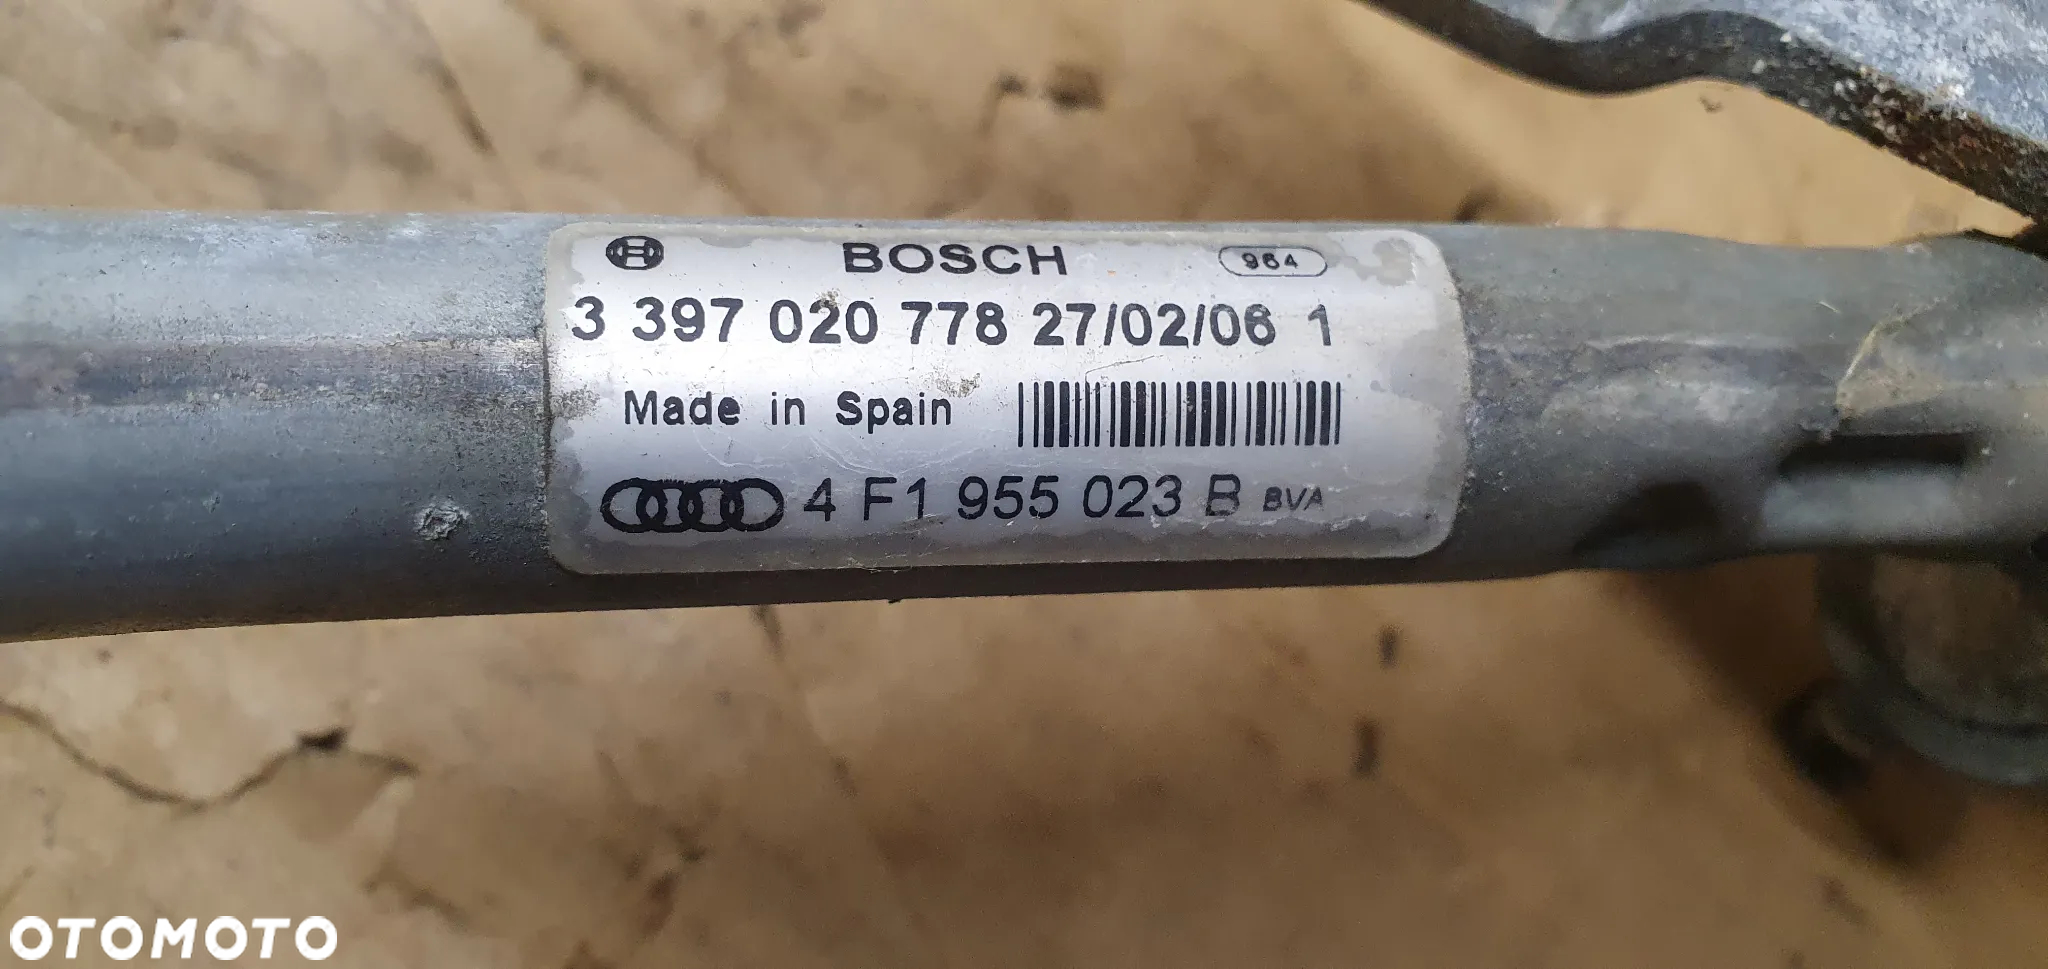 BOSCH 964
3 397 020 778 27/02/06 1
Made in Spain
4 F1 955 023 B BVA
OTOMOTO